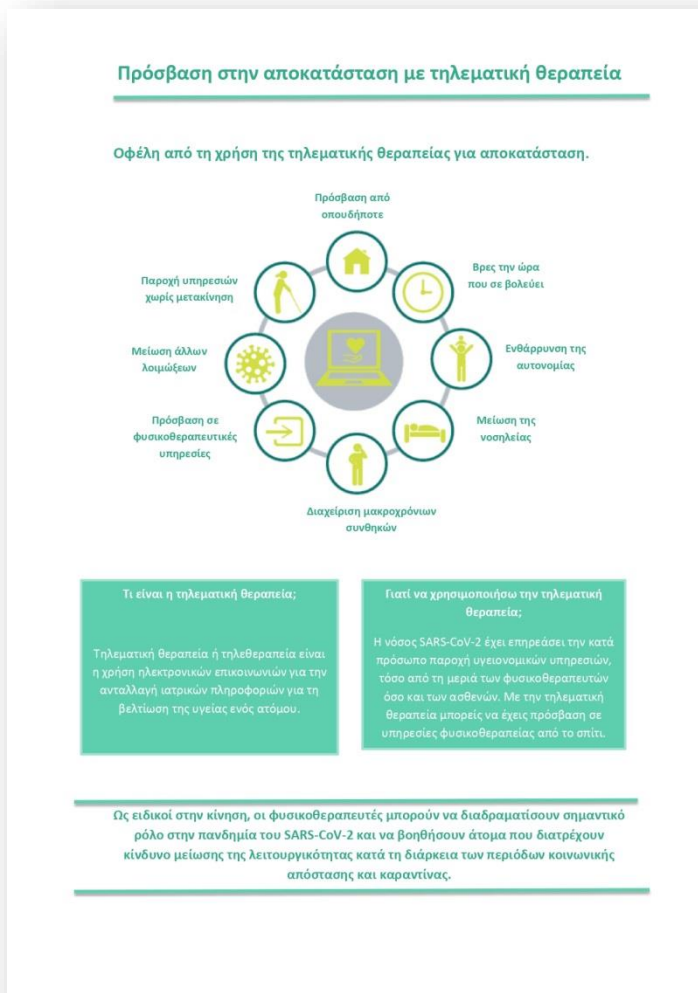 Πρόσβαση στην αποκατάσταση με τηλεματική θεραπεία
Οφέλη από τη χρήση της τηλεματικής θεραπείας για αποκατάσταση.
Πρόσβαση από
οπουδήποτε
Βρες την ώρα
που σε βολεύει
Ενθάρρυνση της
αυτονομίας
Μείωση της
νοσηλείας
Διαχείριση μακροχρόνιων
συνθηκών
Πρόσβαση σε
φυσικοθεραπευτικές
υπηρεσίες
Μείωση άλλων
λοιμώξεων
Παροχή υπηρεσιών
χωρίς μετακίνηση
Τι είναι η τηλεματική θεραπεία;
Τηλεματική θεραπεία ή τηλεθεραπεία είναι
η χρήση ηλεκτρονικών επικοινωνιών για την
ανταλλαγή ιατρικών πληροφοριών για τη
βελτίωση της υγείας ενός ατόμου.
Γιατί να χρησιμοποιήσω την τηλεματική
θεραπεία;
Η νόσος SARS-CoV-2 έχει επηρεάσει την κατά
πρόσωπο παροχή υγειονομικών υπηρεσιών,
τόσο από τη μεριά των φυσικοθεραπευτών
όσο και των ασθενών. Με την τηλεματική
θεραπεία μπορείς να έχεις πρόσβαση σε
υπηρεσίες φυσικοθεραπείας από το σπίτι.
Ως ειδικοί στην κίνηση, οι φυσικοθεραπευτές μπορούν να διαδραματίσουν σημαντικό
ρόλο στην πανδημία του SARS-CoV-2 και να βοηθήσουν άτομα που διατρέχουν
κίνδυνο μείωσης της λειτουργικότητας κατά τη διάρκεια των περιόδων κοινωνικής
απόστασης και καραντίνας.